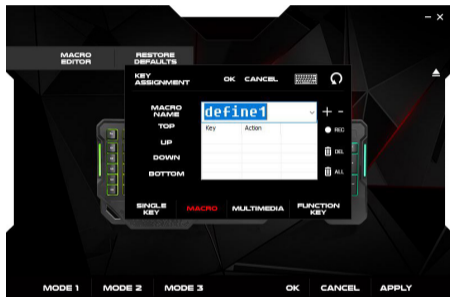 MACRO EDITOR
RESTORE DEFAULTS
KEY ASSIGNMENT
OK CANCEL
MACRO NAME
define1
TOP
Key Action
REC
UP
DOWN
DEL
BOTTOM
ALL
SINGLE KEY
MACRO
MULTIMEDIA
FUNCTION KEY
MODE 1 MODE 2 MODE 3 OK CANCEL APPLY